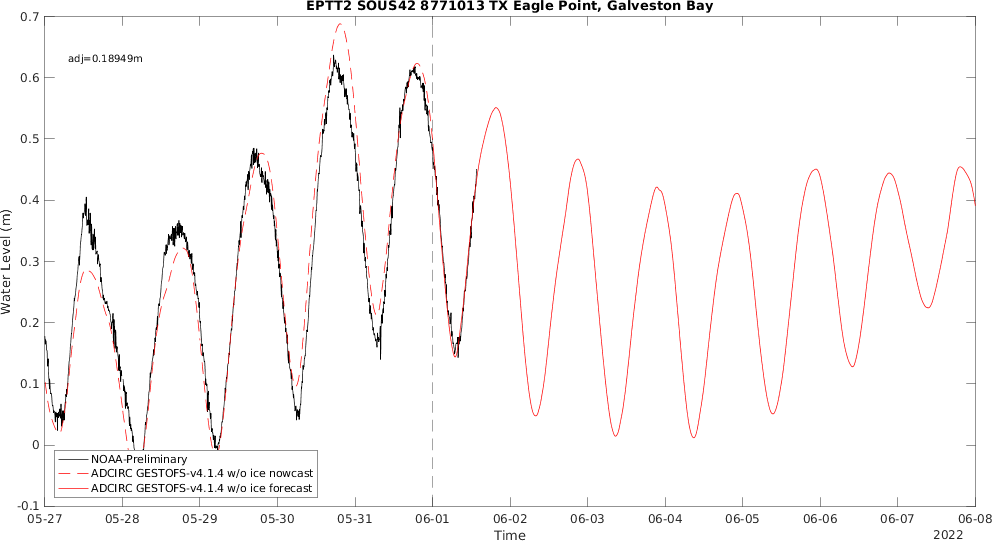 EPTT2 SOUS42 8771013 TX Eagle Point, Galveston Bay
adj=0.18949m
Water Level (m)
0.7
0.6
0.5
0.4
0.3
0.2
0.1
0
-0.1
NOAA-Preliminary
ADCIRC GESTOFS-v4.1.4 w/o ice nowcast
ADCIRC GESTOFS-v4.1.4 w/o ice forecast
05-27 05-28 05-29 05-30 05-31 06-01 06-02 06-03 06-04 06-05 06-06 06-07 06-08
Time
2022